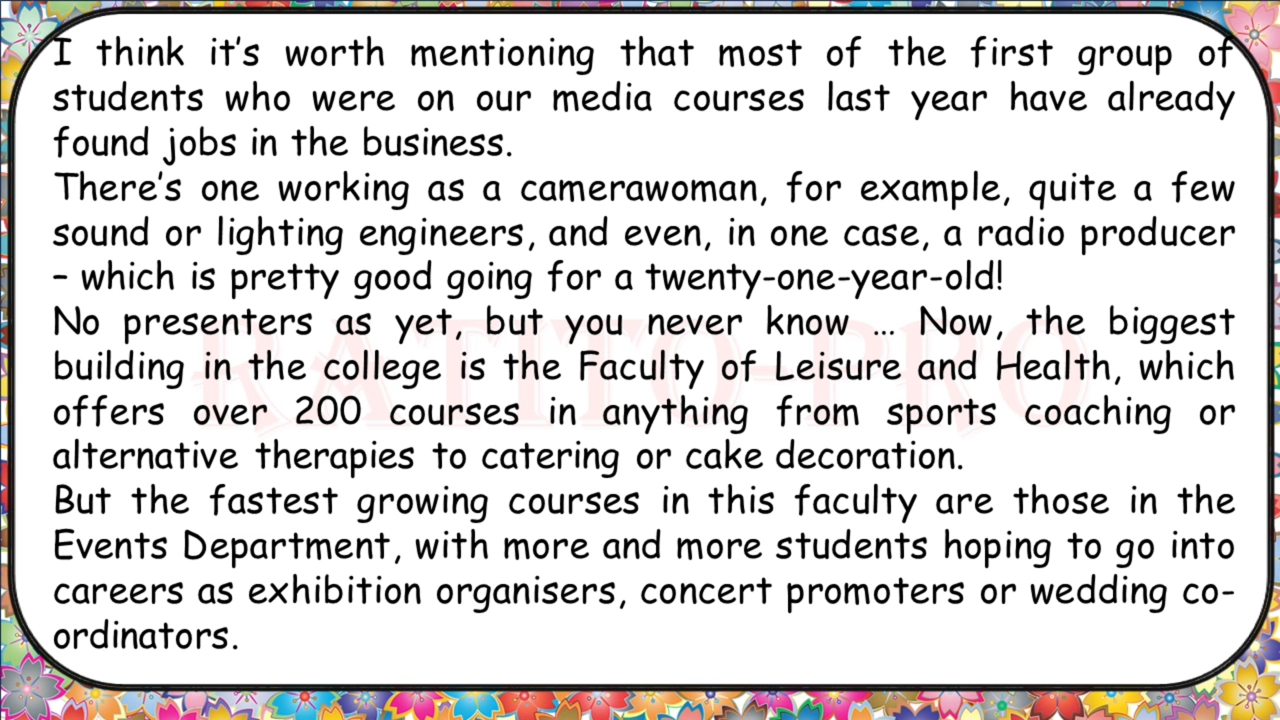 I think it's worth mentioning that most of the first group of
students who were on our media courses last year have already
found jobs in the business.
There's one working as a camerawoman, for example, quite a few
sound or lighting engineers, and even, in one case, a radio producer
– which is pretty good going for a twenty-one-year-old!
No presenters as yet, but you never know … Now, the biggest
building in the college is the Faculty of Leisure and Health, which
offers over 200 courses in anything from sports coaching or
alternative therapies to catering or cake decoration.
But the fastest growing courses in this faculty are those in the
Events Department, with more and more students hoping to go into
careers as exhibition organisers, concert promoters or wedding co-
ordinators.
RATITO-PRO